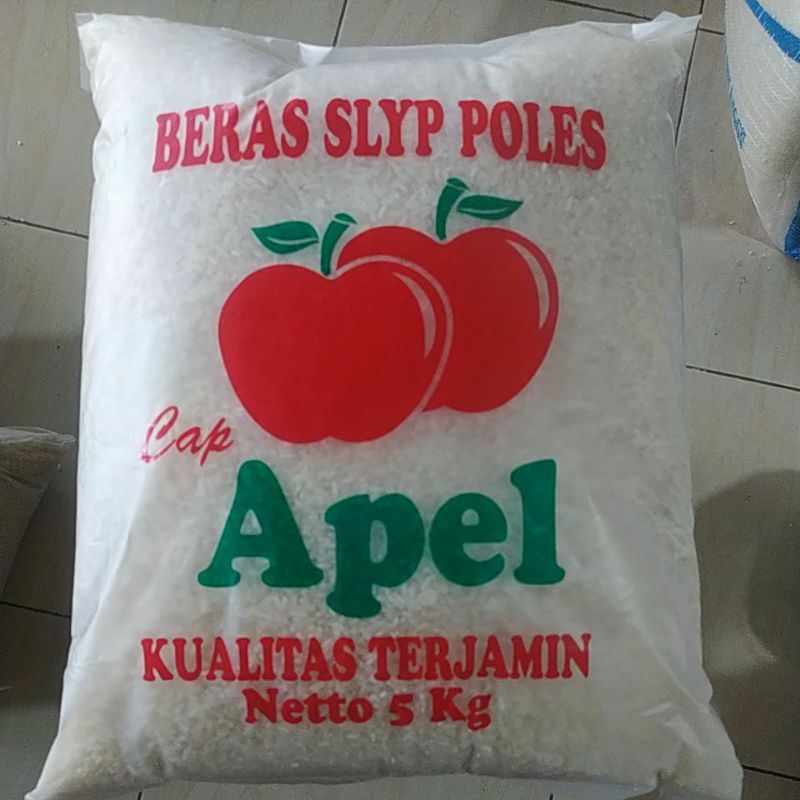 BERAS SLYP POLES
Cap
Apel
KUALITAS TERJAMIN
Netto 5 Kg